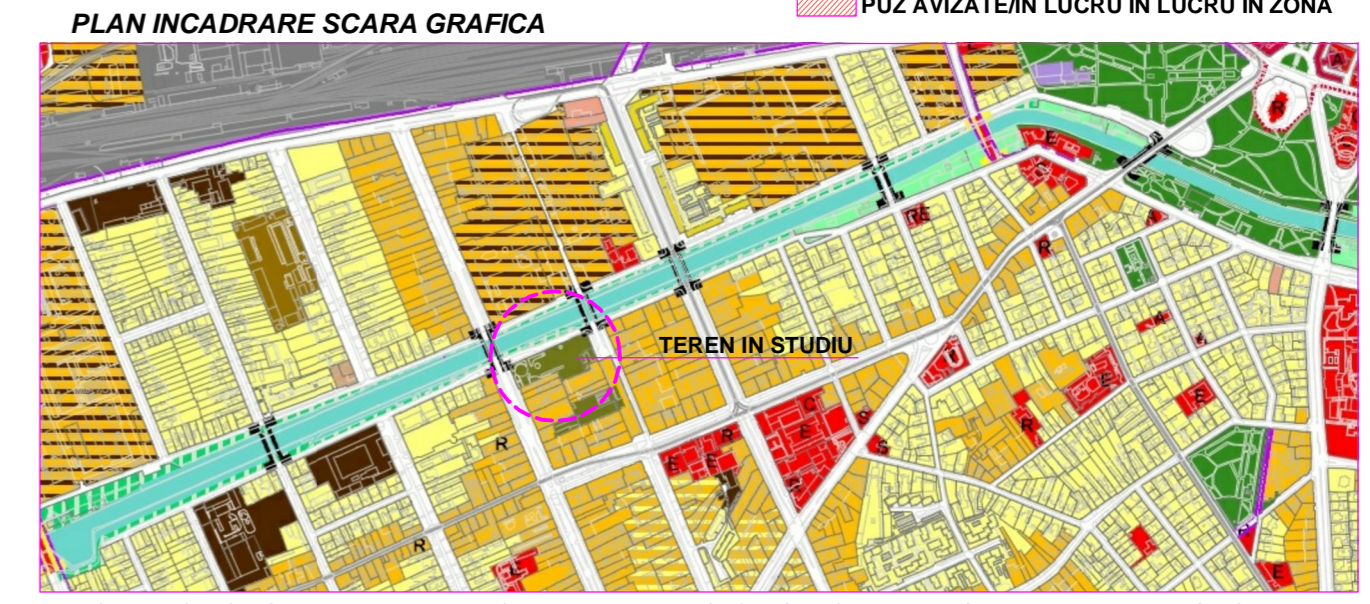 PUZ AVIZATE/IN LUCRU IN LUCRU IN ZONA
PLAN INCADRARE SCARA GRAFICA
TEREN IN STUDIU
R
R
R
R
C
E
S
S
E
E